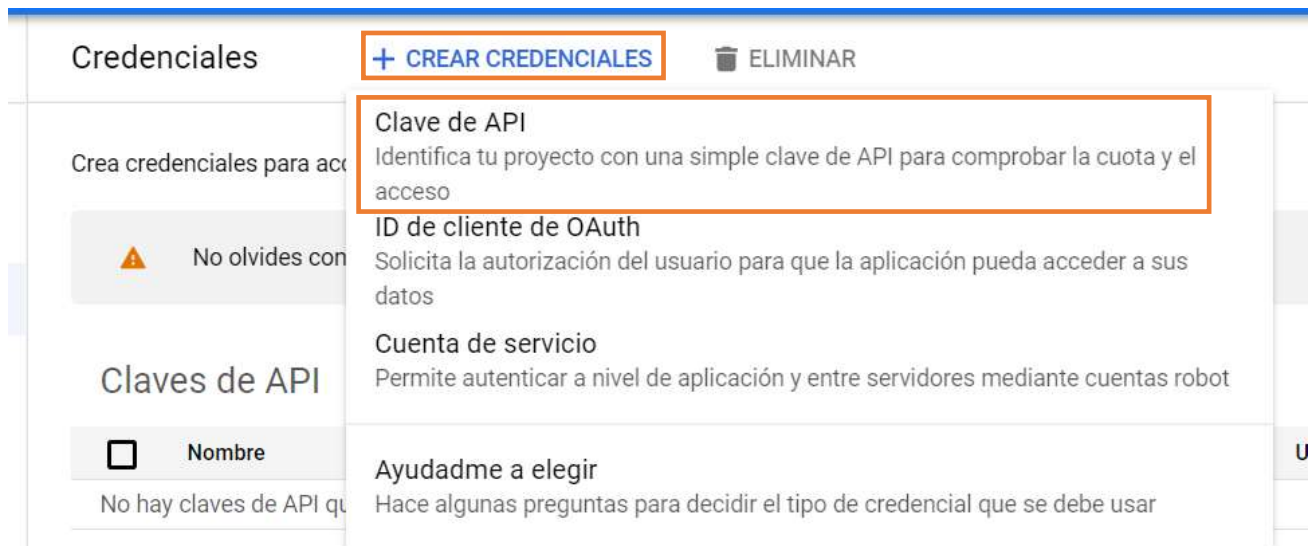 Credenciales
+ CREAR CREDENCIALES
ELIMINAR
Clave de API
Identifica tu proyecto con una simple clave de API para comprobar la cuota y el
acceso
Crea credenciales para acc
ID de cliente de OAuth
No olvides con
Solicita la autorización del usuario para que la aplicación pueda acceder a sus
datos
Cuenta de servicio
Permite autenticar a nivel de aplicación y entre servidores mediante cuentas robot
Claves de API
Nombre
U
Ayudadme a elegir
Hace algunas preguntas para decidir el tipo de credencial que se debe usar
No hay claves de API qu